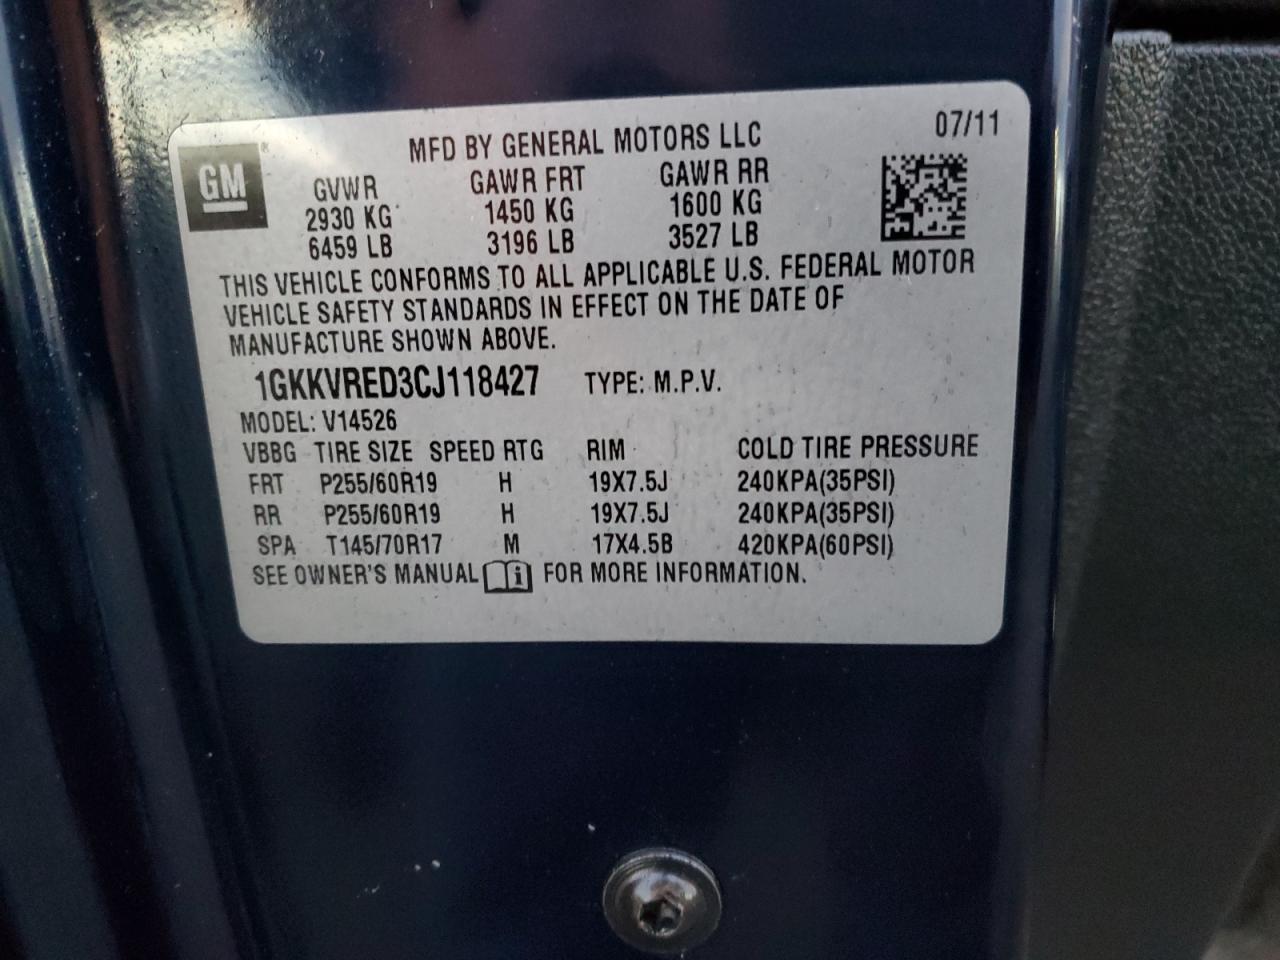 07/11
MFD BY GENERAL MOTORS LLC
GM®
GVWR GAWR FRT GAWR RR
2930 KG 1450 KG 1600 KG
6459 LB 3196 LB 3527 LB
THIS VEHICLE CONFORMS TO ALL APPLICABLE U.S. FEDERAL MOTOR
VEHICLE SAFETY STANDARDS IN EFFECT ON THE DATE OF
MANUFACTURE SHOWN ABOVE.
1GKKVRED3CJ118427 TYPE: M.P.V.
MODEL: V14526
VBBG TIRE SIZE SPEED RTG RIM COLD TIRE PRESSURE
FRT P255/60R19 H 19X7.5J 240KPA(35PSI)
RR P255/60R19 H 19X7.5J 240KPA(35PSI)
SPA T145/70R17 M 17X4.5B 420KPA(60PSI)
SEE OWNER'S MANUAL i FOR MORE INFORMATION.